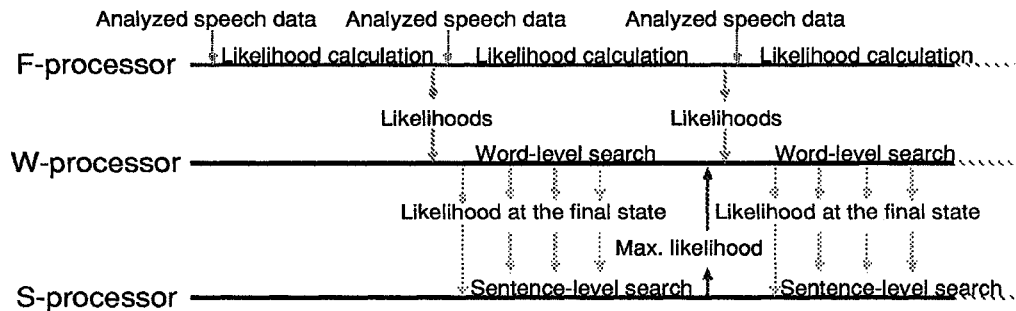 Analyzed speech data Analyzed speech data Analyzed speech data
F-processor Likelihood calculation Likelihood calculation Likelihood calculation
Likelihoods Likelihoods
W-processor Word-level search Word-level search
Likelihood at the final state Likelihood at the final state
Max. likelihood
S-processor Sentence-level search Sentence-level search